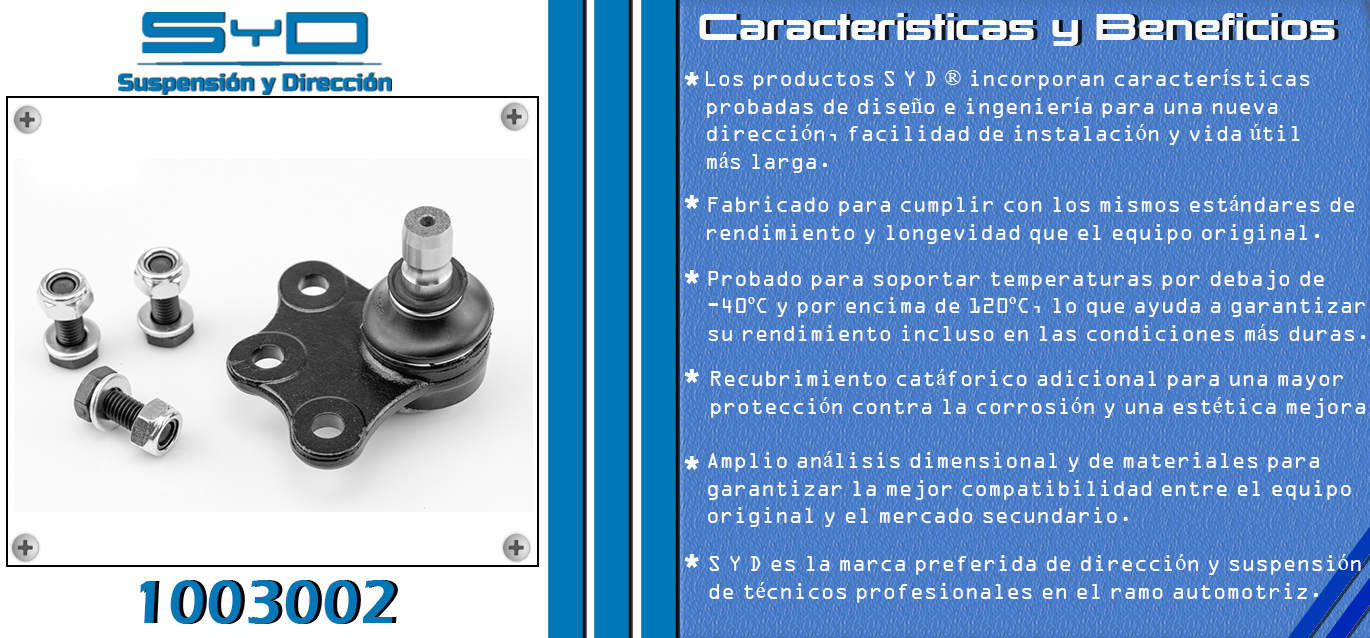 SYD
Suspensión y Dirección
1003002
Caracteristicas y Beneficios
* Los productos S Y D ® incorporan características
probadas de diseño e ingeniería para una nueva
dirección, facilidad de instalación y vida útil
más larga.
* Fabricado para cumplir con los mismos estándares de
rendimiento y longevidad que el equipo original.
* Probado para soportar temperaturas por debajo de
-40°C y por encima de 120°C, lo que ayuda a garantizar
su rendimiento incluso en las condiciones más duras.
* Recubrimiento catáforico adicional para una mayor
protección contra la corrosión y una estética mejora
* Amplio análisis dimensional y de materiales para
garantizar la mejor compatibilidad entre el equipo
original y el mercado secundario.
* S Y D es la marca preferida de dirección y suspensión
de técnicos profesionales en el ramo automotriz.